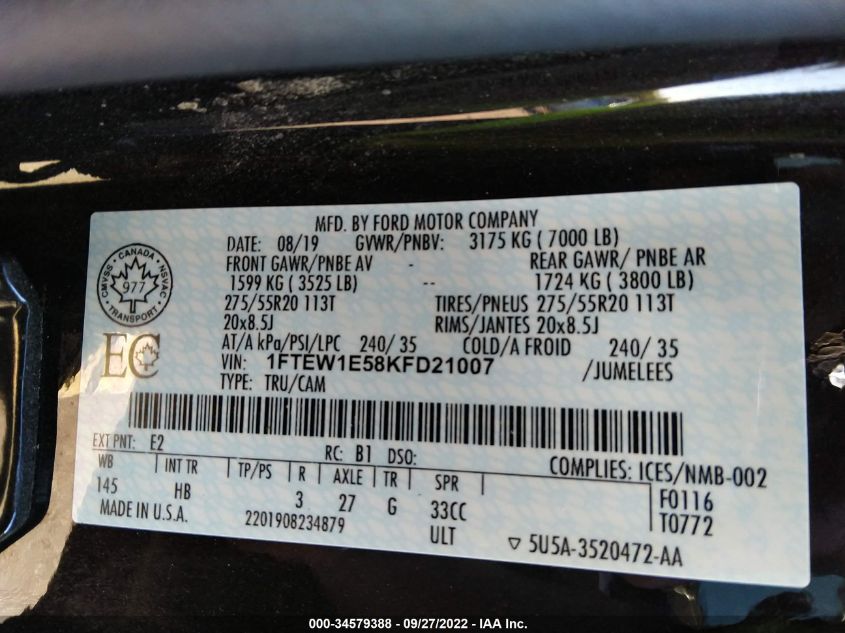 MFD. BY FORD MOTOR COMPANY
DATE: 08/19 GVWR/PNBV: 3175 KG ( 7000 LB)
FRONT GAWR/PNBE AV - REAR GAWR/ PNBE AR
1599 KG ( 3525 LB) -- 1724 KG ( 3800 LB)
275/55R20 113T TIRES/PNEUS 275/55R20 113T
20x8.5J RIMS/JANTES 20x8.5J
AT/A kPa/PSI/LPC 240/ 35 COLD/A FROID 240/ 35
VIN: 1FTEW1E58KFD21007 /JUMELEES
TYPE: TRU/CAM
CANADA
CMVSS NSVAC
977
TRANSPORT
EC
EXT PNT: E2 RC: B1 DSO: COMPLIES: ICES/NMB-002
WB INT TR TP/PS R AXLE TR SPR F0116
145 HB 3 27 G 33CC T0772
MADE IN U.S.A. 2201908234879 ULT ▽ 5U5A-3520472-AA
000-34579388 - 09/27/2022 - IAA Inc.